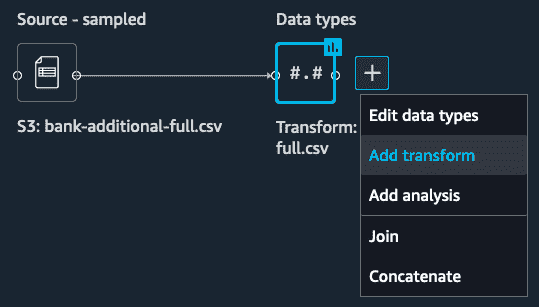 Source - sampled
Data types
#.#
S3: bank-additional-full.csv
Transform:
full.csv
Edit data types
Add transform
Add analysis
Join
Concatenate